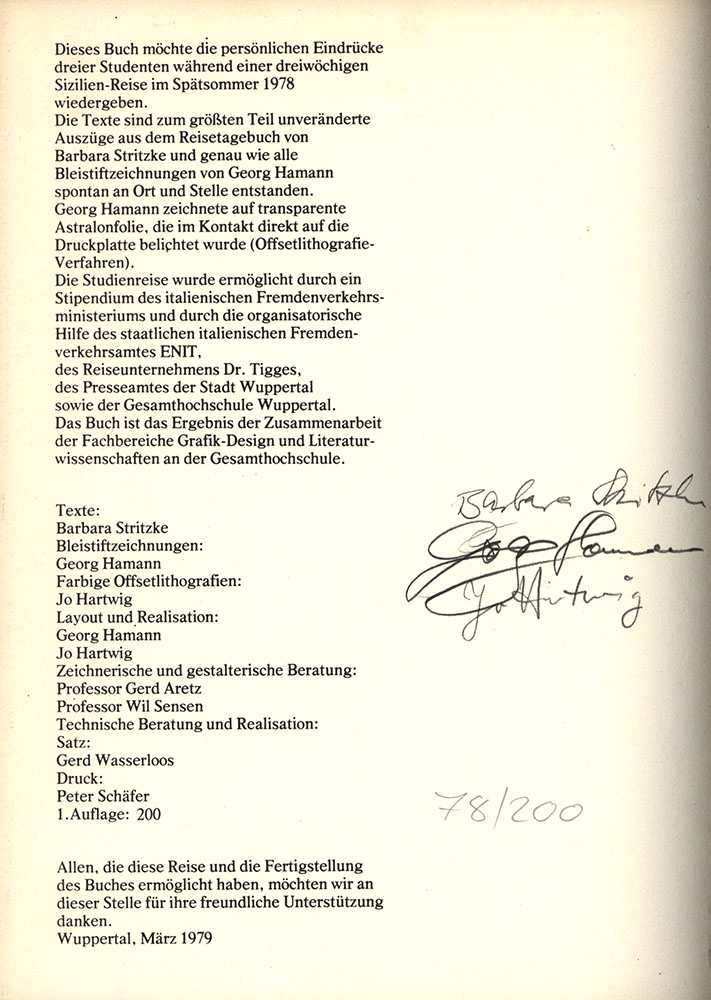 Dieses Buch möchte die persönlichen Eindrücke
dreier Studenten während einer dreiwöchigen
Sizilien-Reise im Spätsommer 1978
wiedergeben.
Die Texte sind zum größten Teil unveränderte
Auszüge aus dem Reisetagebuch von
Barbara Stritzke und genau wie alle
Bleistiftzeichnungen von Georg Hamann
spontan an Ort und Stelle entstanden.
Georg Hamann zeichnete auf transparente
Astralonfolie, die im Kontakt direkt auf die
Druckplatte belichtet wurde (Offsetlithografie-
Verfahren).
Die Studienreise wurde ermöglicht durch ein
Stipendium des italienischen Fremdenverkehrs-
ministeriums und durch die organisatorische
Hilfe des staatlichen italienischen Fremden-
verkehrsamtes ENIT,
des Reiseunternehmens Dr. Tigges,
des Presseamtes der Stadt Wuppertal
sowie der Gesamthochschule Wuppertal.
Das Buch ist das Ergebnis der Zusammenarbeit
der Fachbereiche Grafik-Design und Literatur-
wissenschaften an der Gesamthochschule.
Texte:
Barbara Stritzke
Bleistiftzeichnungen:
Georg Hamann
Farbige Offsetlithografien:
Jo Hartwig
Layout und Realisation:
Georg Hamann
Jo Hartwig
Zeichnerische und gestalterische Beratung:
Professor Gerd Aretz
Professor Wil Sensen
Technische Beratung und Realisation:
Satz:
Gerd Wasserloos
Druck:
Peter Schäfer
1. Auflage: 200
Barbara Stritzke
Georg Hamann
Jo Hartwig
78/200
Allen, die diese Reise und die Fertigstellung
des Buches ermöglicht haben, möchten wir an
dieser Stelle für ihre freundliche Unterstützung
danken.
Wuppertal, März 1979